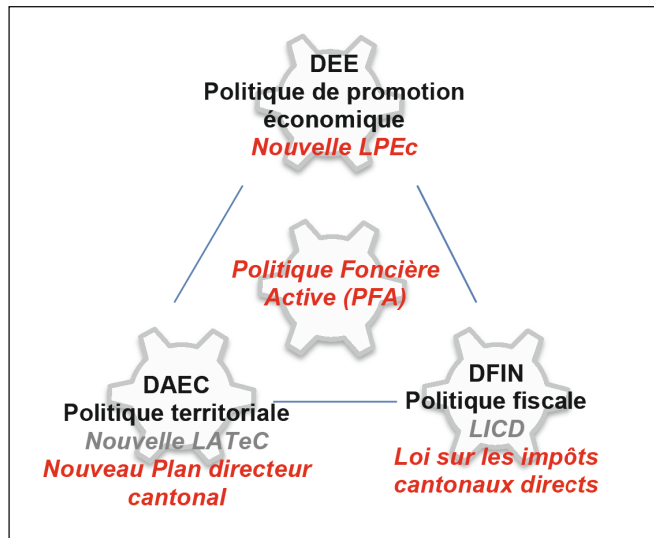 DEE
Politique de promotion
économique
Nouvelle LPEc
Politique Foncière
Active (PFA)
DAEC
Politique territoriale
Nouvelle LATeC
Nouveau Plan directeur
cantonal
DFIN
Politique fiscale
LICD
Loi sur les impôts
cantonaux directs